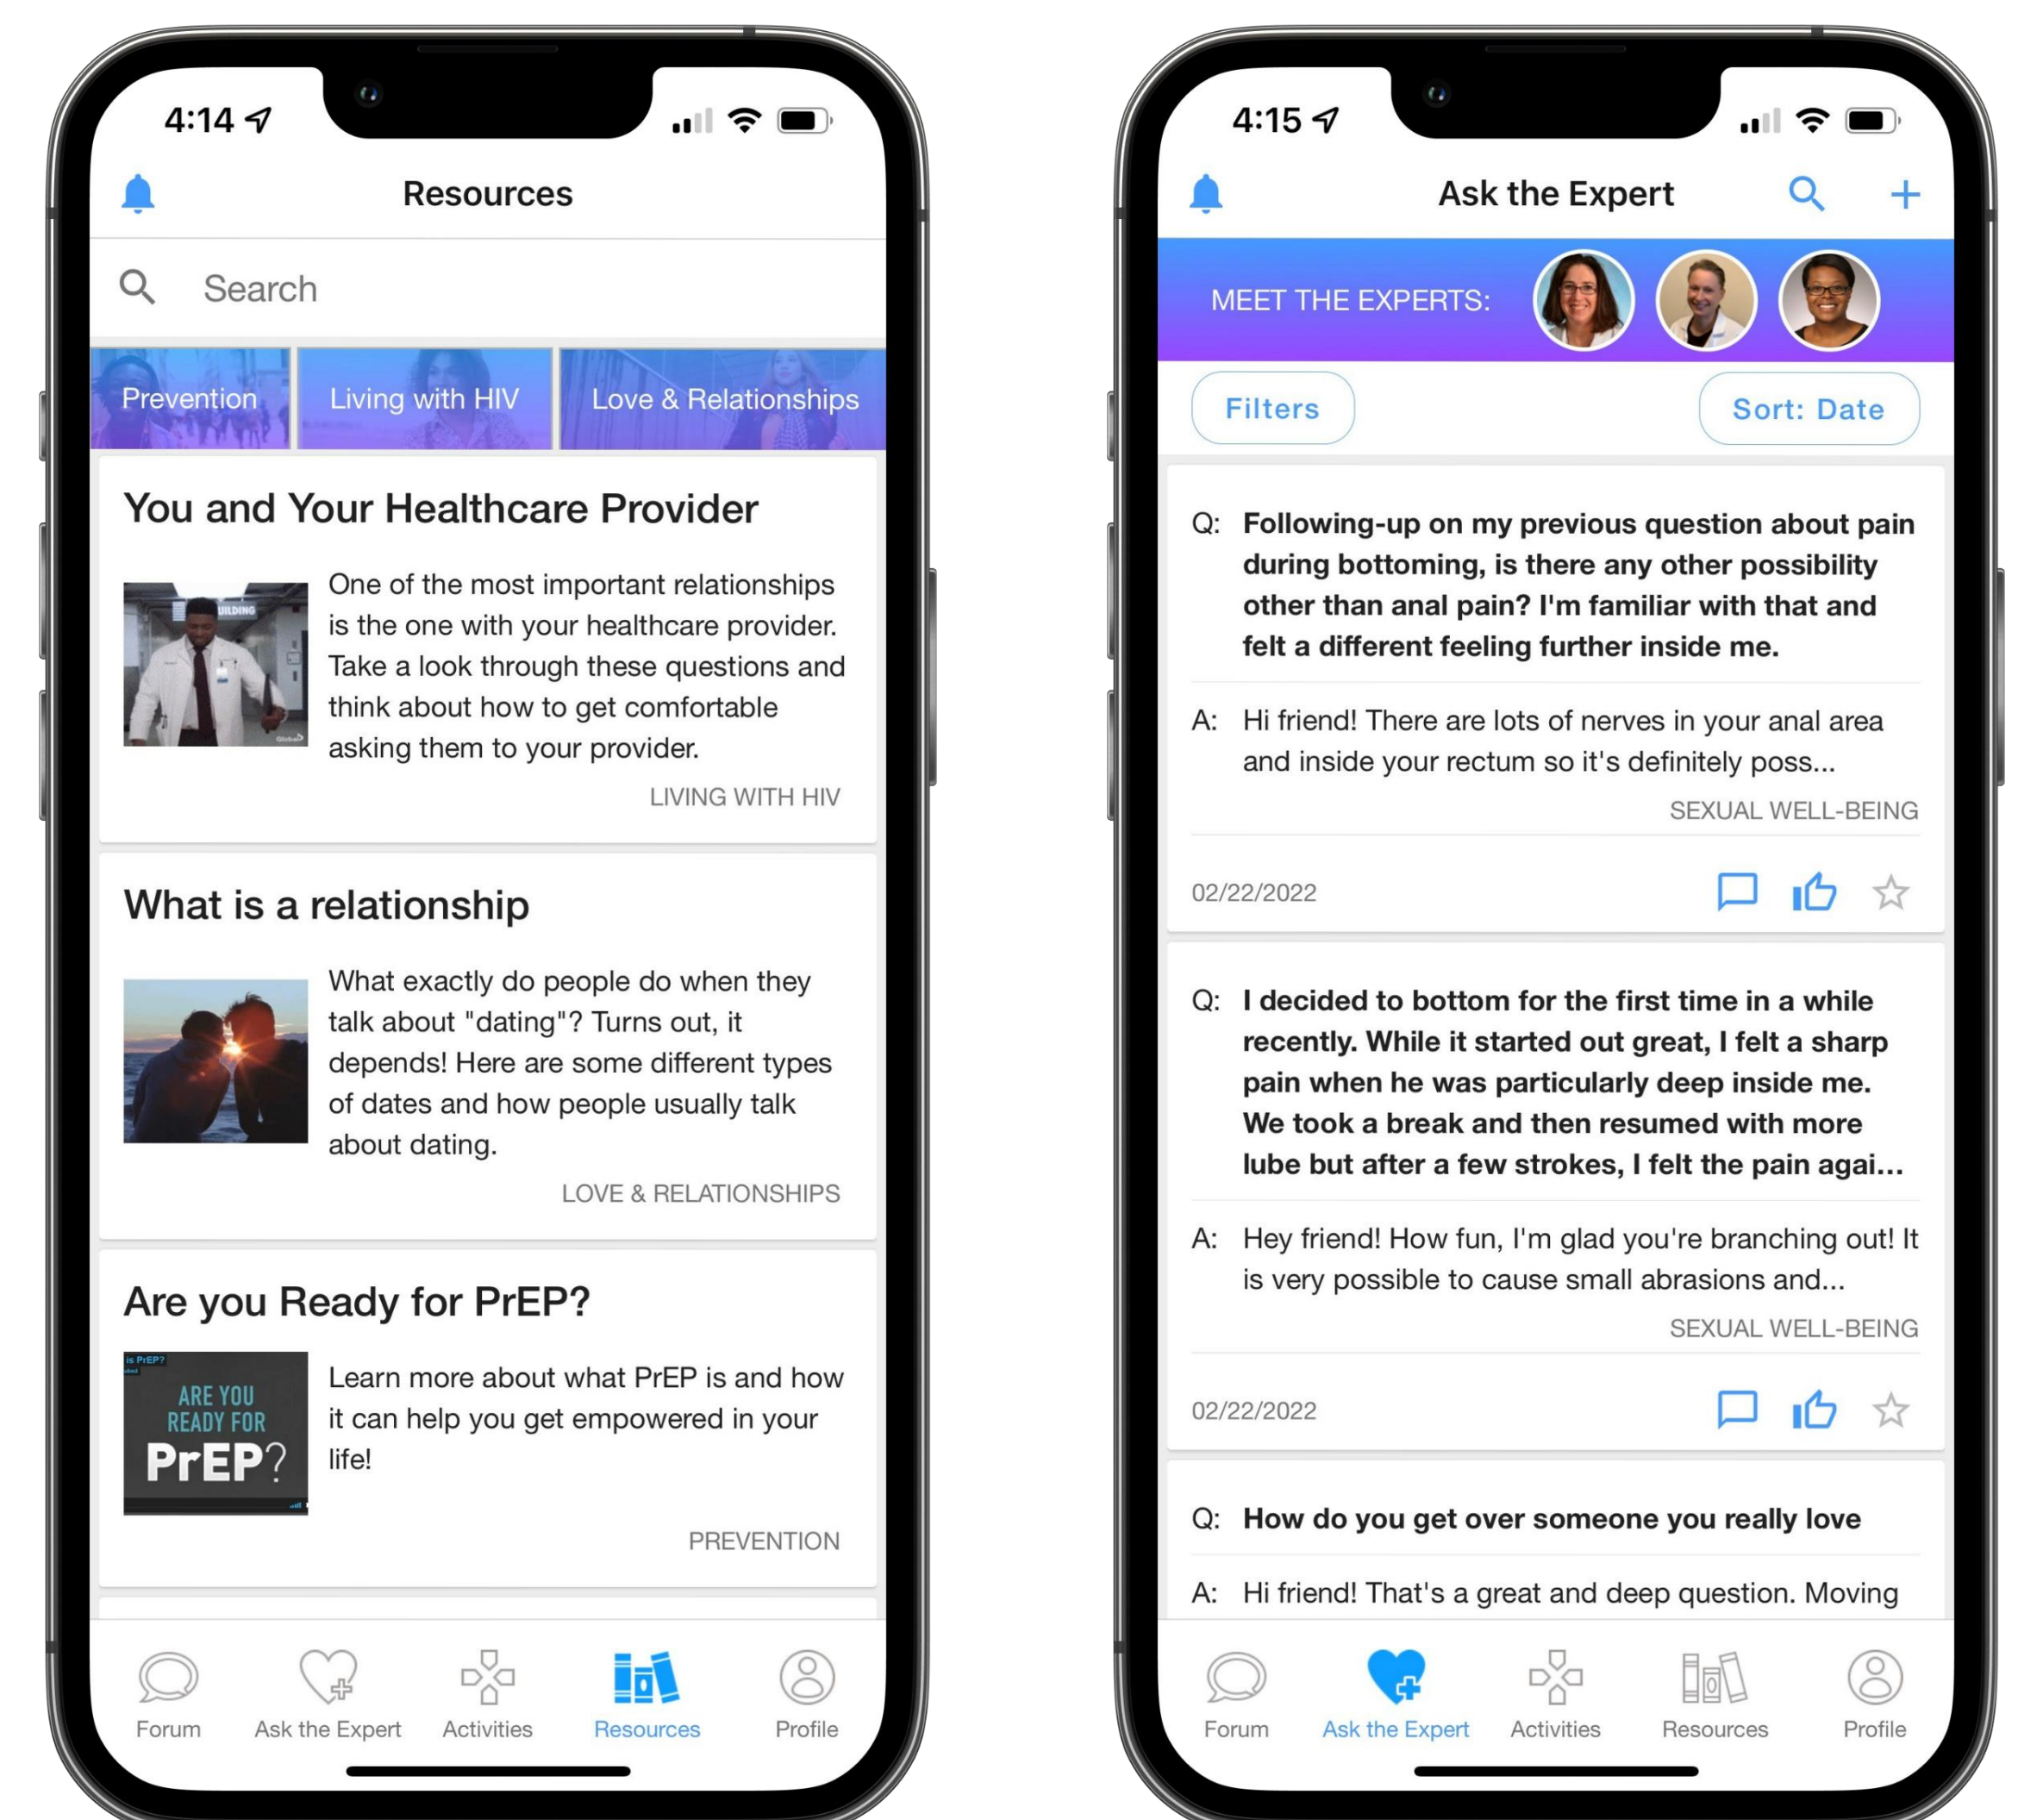 4:14
Resources
Search
Prevention
Living with HIV
Love & Relationships
You and Your Healthcare Provider
UILDING
Global
One of the most important relationships
is the one with your healthcare provider.
Take a look through these questions and
think about how to get comfortable
asking them to your provider.
LIVING WITH HIV
What is a relationship
What exactly do people do when they
talk about "dating"? Turns out, it
depends! Here are some different types
of dates and how people usually talk
about dating.
LOVE & RELATIONSHIPS
Are you Ready for PrEP?
is PrEP?
ARE YOU
READY FOR
PrEP?
Learn more about what PrEP is and how
it can help you get empowered in your
life!
PREVENTION
Forum
Ask the Expert
Activities
Resources
Profile
4:15
Ask the Expert
MEET THE EXPERTS:
Filters
Sort: Date
Q: Following-up on my previous question about pain
during bottoming, is there any other possibility
other than anal pain? I'm familiar with that and
felt a different feeling further inside me.
A: Hi friend! There are lots of nerves in your anal area
and inside your rectum so it's definitely poss...
SEXUAL WELL-BEING
02/22/2022
Q: I decided to bottom for the first time in a while
recently. While it started out great, I felt a sharp
pain when he was particularly deep inside me.
We took a break and then resumed with more
lube but after a few strokes, I felt the pain agai...
A: Hey friend! How fun, I'm glad you're branching out! It
is very possible to cause small abrasions and...
SEXUAL WELL-BEING
02/22/2022
Q: How do you get over someone you really love
A: Hi friend! That's a great and deep question. Moving
Forum
Ask the Expert
Activities
Resources
Profile